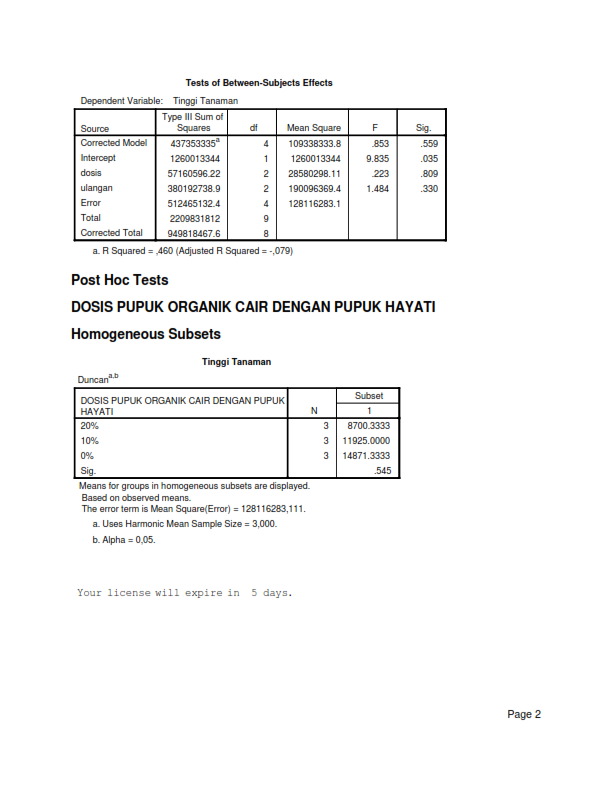 Tests of Between-Subjects Effects
Dependent Variable: Tinggi Tanaman
Source Type III Sum of Squares df Mean Square F Sig.
Corrected Model 437353335a 4 109338333.8 .853 .559
Intercept 1260013344 1 1260013344 9.835 .035
dosis 57160596.22 2 28580298.11 .223 .809
ulangan 380192738.9 2 190096369.4 1.484 .330
Error 512465132.4 4 128116283.1
Total 2209831812 9
Corrected Total 949818467.6 8
a. R Squared = ,460 (Adjusted R Squared = -,079)
Post Hoc Tests
DOSIS PUPUK ORGANIK CAIR DENGAN PUPUK HAYATI
Homogeneous Subsets
Tinggi Tanaman
Duncana,b
DOSIS PUPUK ORGANIK CAIR DENGAN PUPUK HAYATI N Subset
1
20% 3 8700.3333
10% 3 11925.0000
0% 3 14871.3333
Sig. .545
Means for groups in homogeneous subsets are displayed.
Based on observed means.
The error term is Mean Square(Error) = 128116283,111.
a. Uses Harmonic Mean Sample Size = 3,000.
b. Alpha = 0,05.
Your license will expire in 5 days.
Page 2